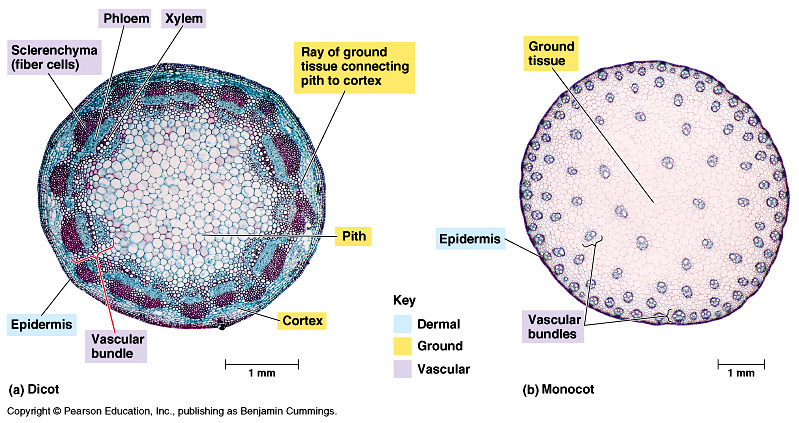 Phloem
Xylem
Sclerenchyma
(fiber cells)
Ray of ground
tissue connecting
pith to cortex
Pith
Epidermis
Vascular
bundle
Cortex
1 mm
(a) Dicot
Key
Dermal
Ground
Vascular
Ground
tissue
Epidermis
Vascular
bundles
1 mm
(b) Monocot
Copyright © Pearson Education, Inc., publishing as Benjamin Cummings.